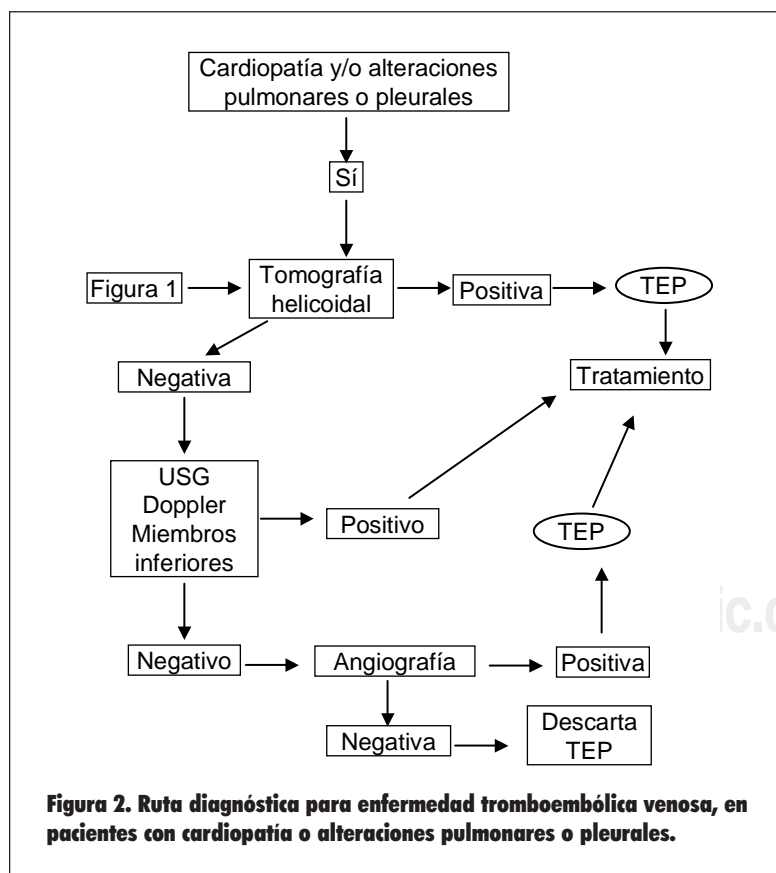 Cardiopatía y/o alteraciones
pulmonares o pleurales
Sí
Figura 1
Tomografía
helicoidal
Positiva
TEP
Negativa
Tratamiento
USG
Doppler
Miembros
inferiores
Positivo
TEP
Negativo
Angiografía
Positiva
Negativa
Descarta
TEP
Figura 2. Ruta diagnóstica para enfermedad tromboembólica venosa, en
pacientes con cardiopatía o alteraciones pulmonares o pleurales.